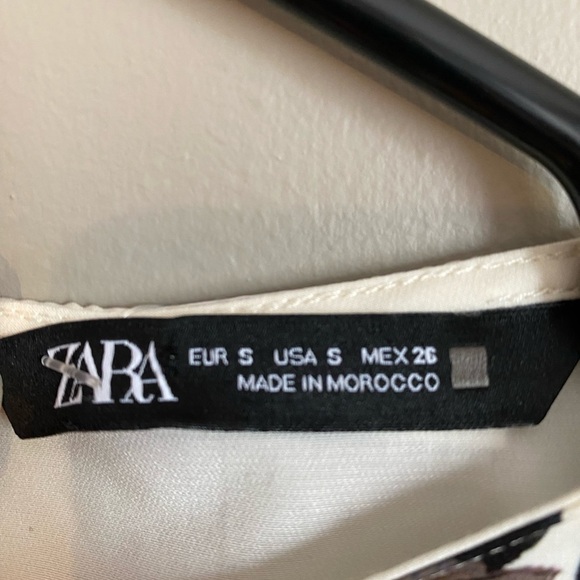 ZARA
EUR S USA S MEX 26
MADE IN MOROCCO